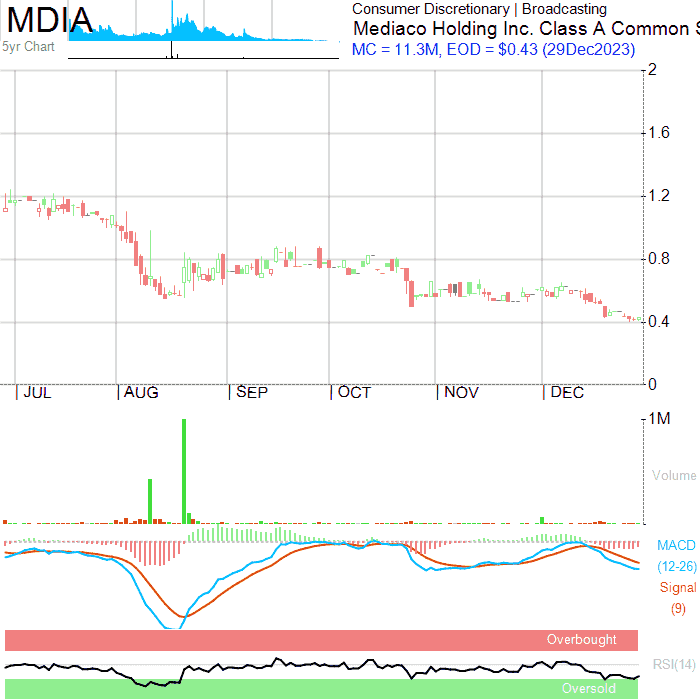 MDIA
5yr Chart
Consumer Discretionary | Broadcasting
Mediaco Holding Inc. Class A Common S
MC = 11.3M, EOD = $0.43 (29Dec2023)
2
1.6
1.2
0.8
0.4
0
JUL AUG SEP OCT NOV DEC
1M
Volume
MACD
(12-26)
Signal
(9)
Overbought
RSI(14)
Oversold